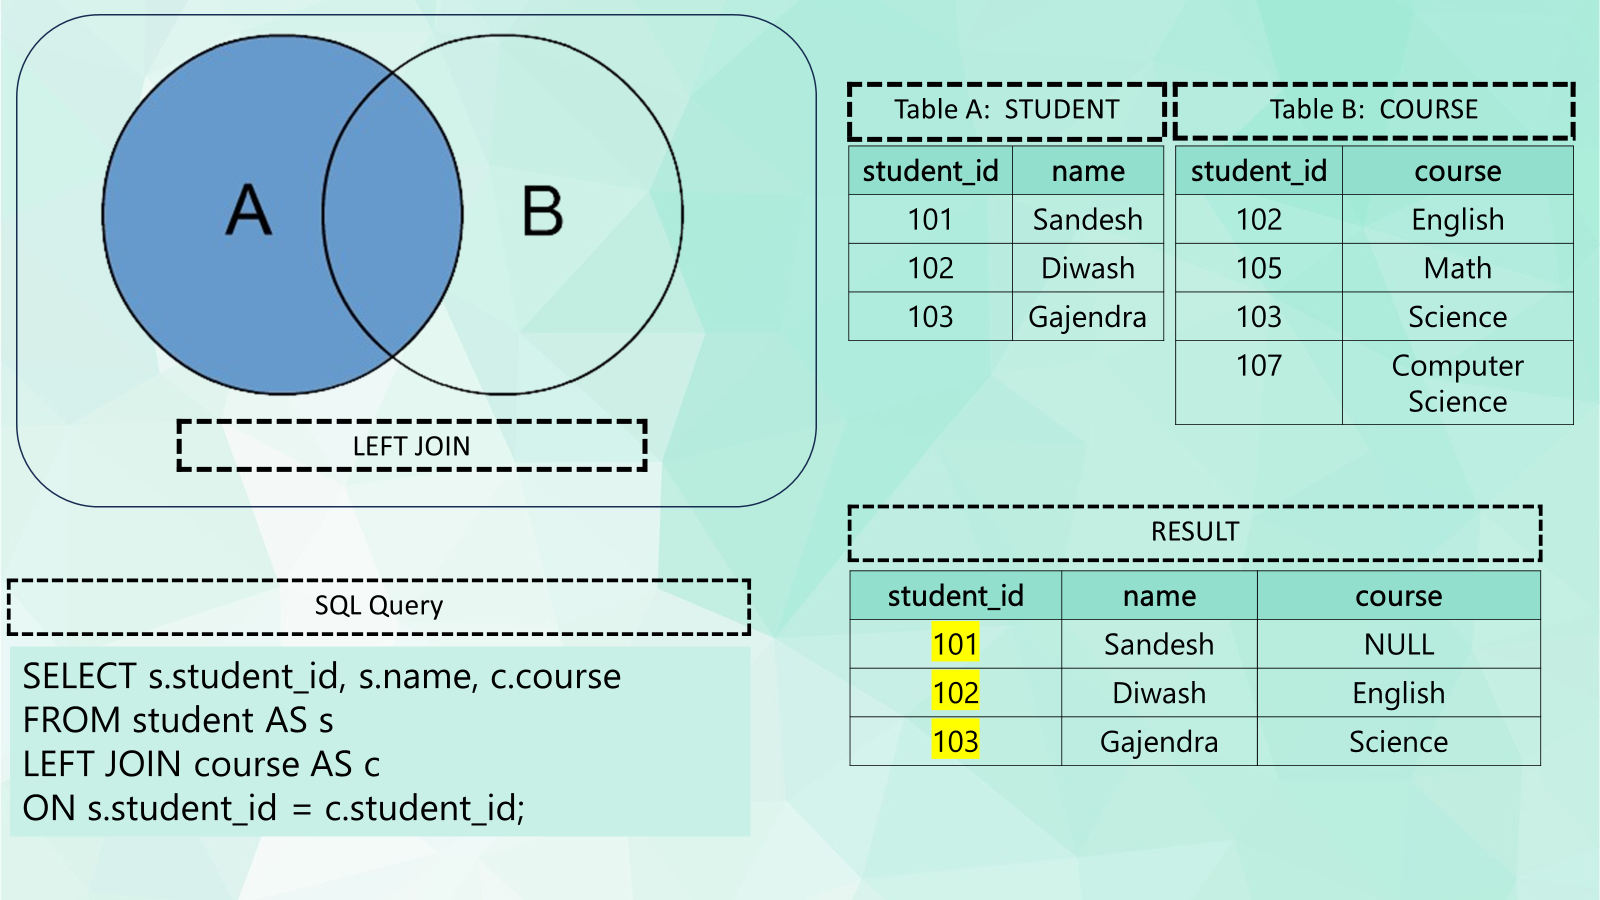 A
B
LEFT JOIN
Table A:  STUDENT
Table B:  COURSE
student_id name
student_id course
101 Sandesh
102 English
102 Diwash
105 Math
103 Gajendra
103 Science
107 Computer
Science
SQL Query
SELECT s.student_id, s.name, c.course
FROM student AS s
LEFT JOIN course AS c
ON s.student_id = c.student_id;
RESULT
student_id name course
101 Sandesh NULL
102 Diwash English
103 Gajendra Science